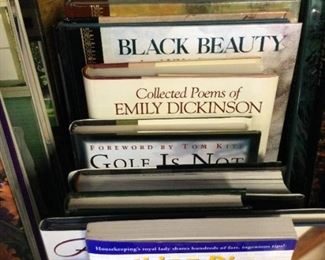 BLACK BEAUTY
Collected Poems of
EMILY DICKINSON
FOREWORD BY TOM
GOLF IS NOT
Housekeeping's royal lady shares hundreds of fast, ingenious tips!